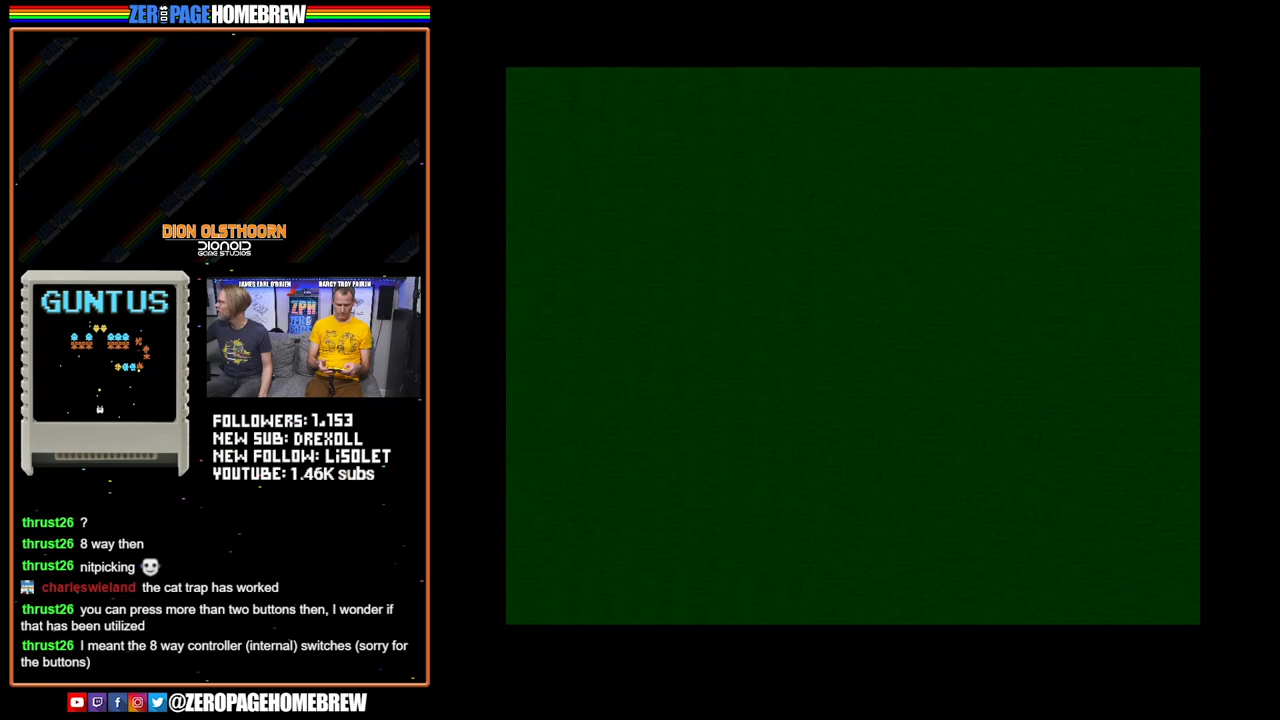 ZEROPAGEHOMEBREW
DION OLSTHOORN
DIONOID
GAME STUDIOS
GUNTUS
JAMES EARL O'BRIEN
DARCY TROY PAULIN
ZPH
FOLLOWERS: 1,153
NEW SUB: DREXOLL
NEW FOLLOW: LiSOLET
YOUTUBE: 1.46K subs
thrust26 ?
thrust26 8 way then
thrust26 nitpicking
charleswieland the cat trap has worked
thrust26 you can press more than two buttons then, I wonder if
that has been utilized
thrust26 I meant the 8 way controller (internal) switches (sorry for
the buttons)
@ZEROPAGEHOMEBREW